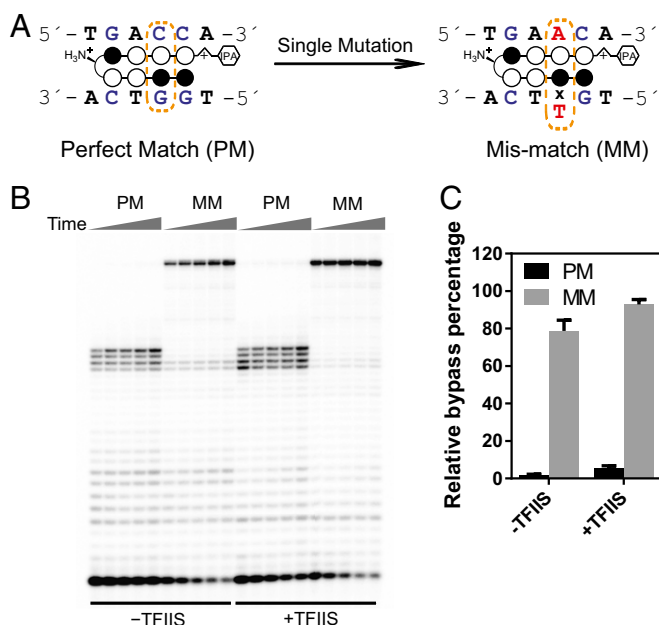 A
5′- T G A C C A -3′
H₃N⁺
+
IPA
3′- A C T G G T -5′
Perfect Match (PM)
Single Mutation
5′- T G A A C A -3′
H₃N⁺
+
IPA
x
3′- A C T G T -5′
T
Mis-match (MM)
B
PM MM PM MM
Time
−TFIIS +TFIIS
C
Relative bypass percentage
120
100
80
60
40
20
0
PM
MM
-TFIIS
+TFIIS